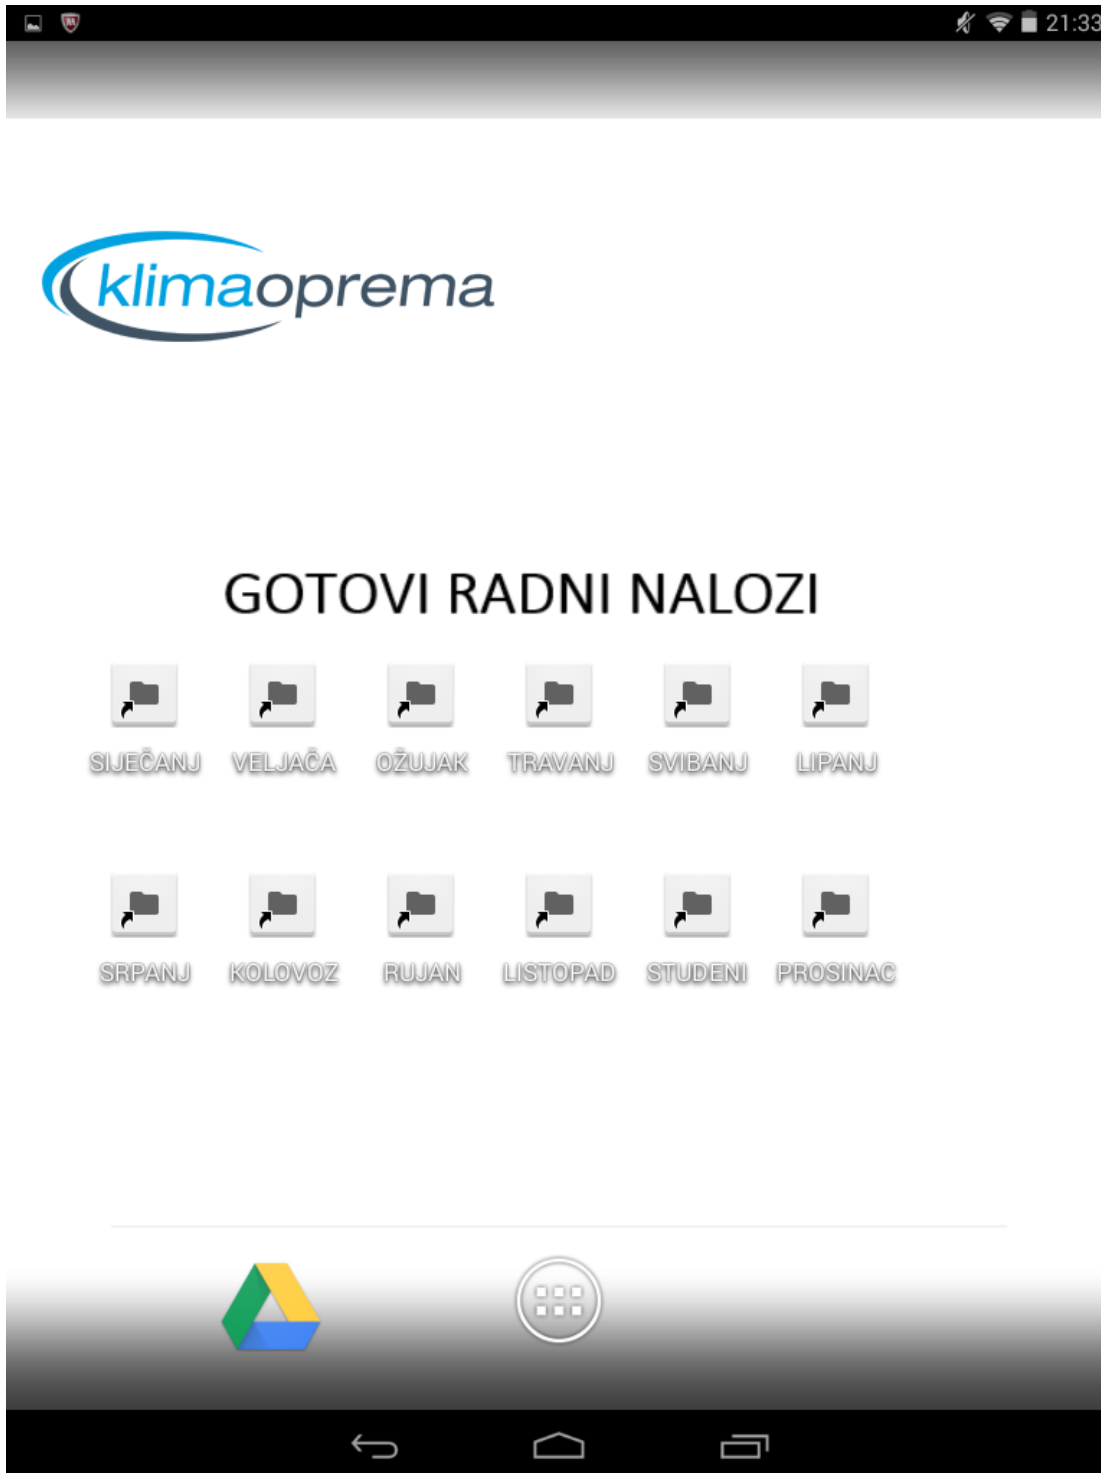 21:33
klimaoprema
GOTOVI RADNI NALOZI
SIJEČANJ VELJAČA OŽUJAK TRAVANJ SVIBANJ LIPANJ
SRPANJ KOLOVOZ RUJAN LISTOPAD STUDENI PROSINAC